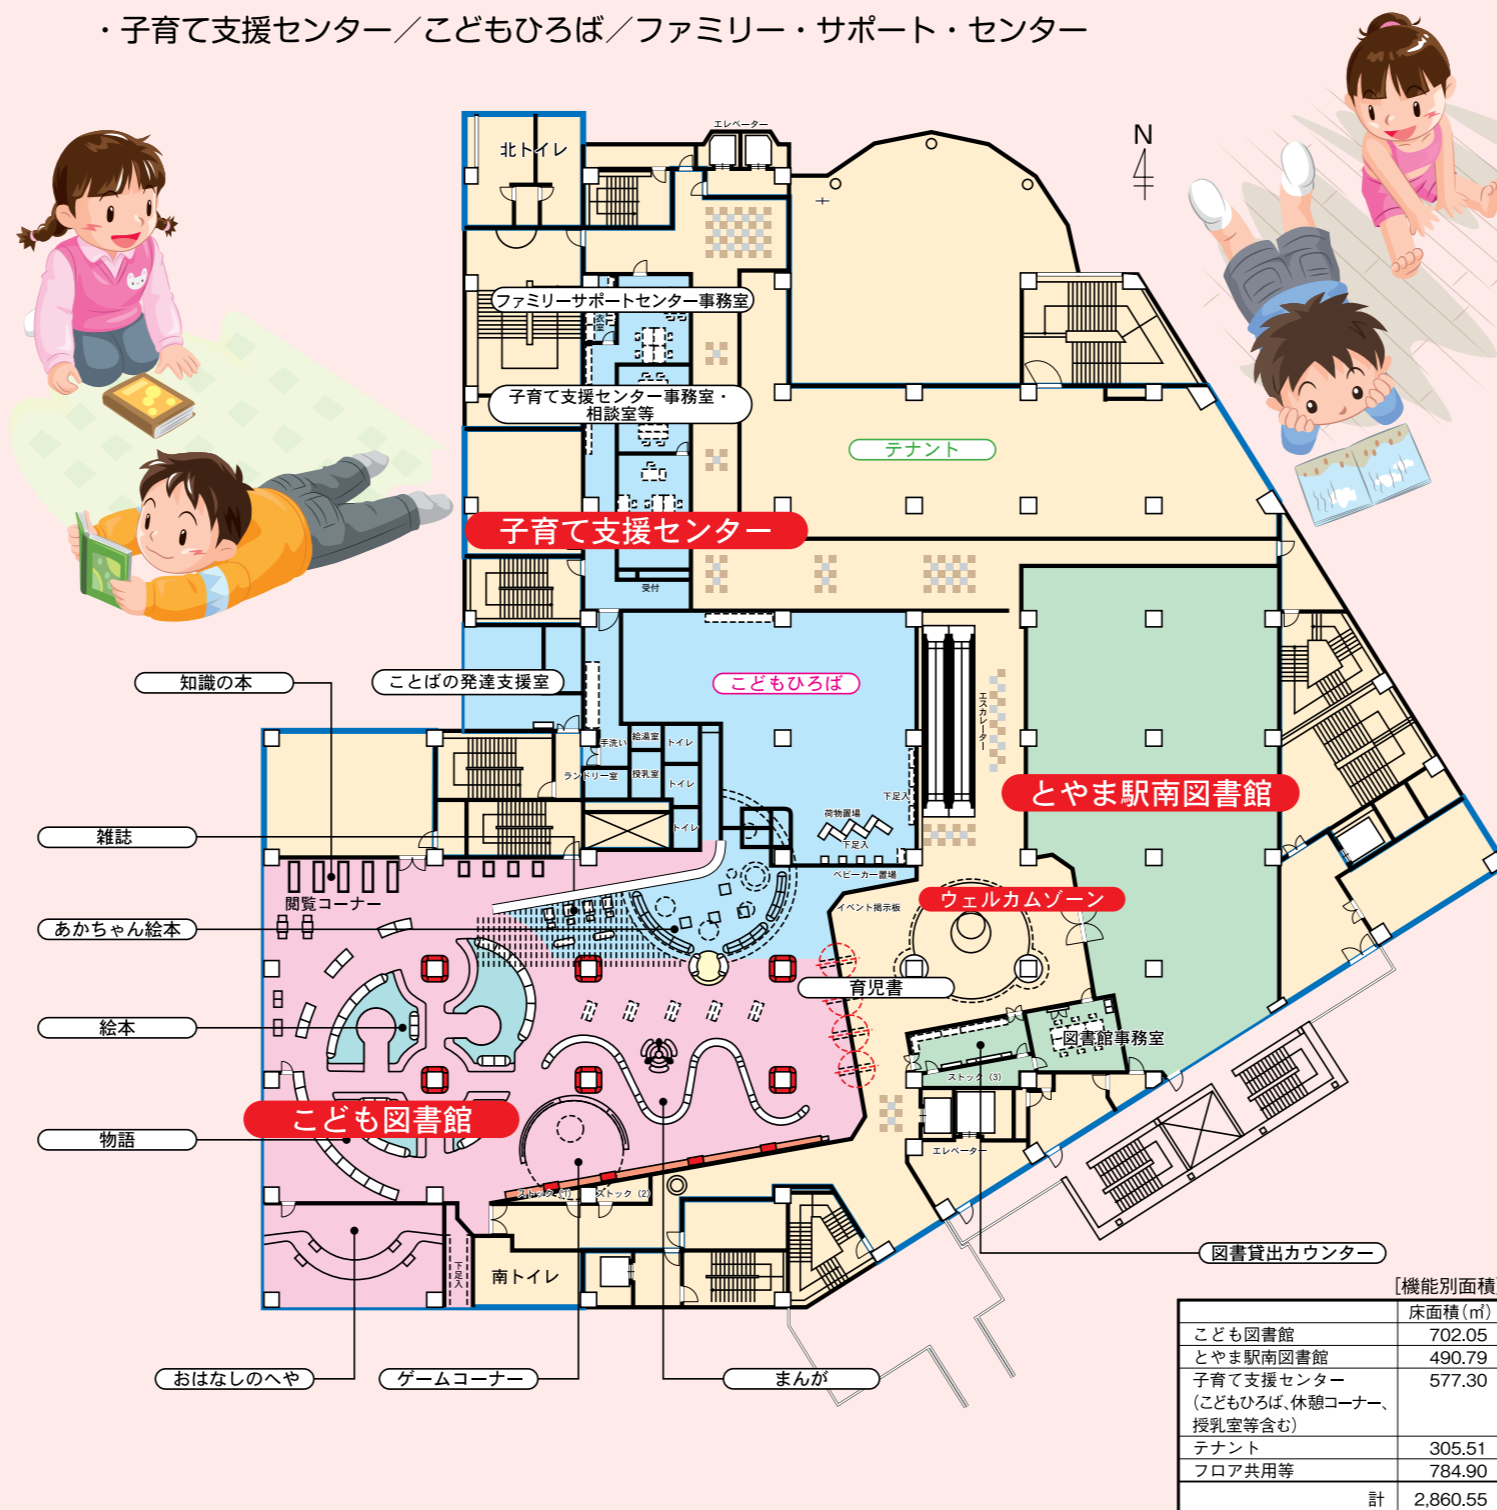 ・子育て支援センター／こどもひろば／ファミリー・サポート・センター
エレベーター
N
北トイレ
ファミリーサポートセンター事務室
衣室
子育て支援センター事務室・
相談室等
テナント
子育て支援センター
受付
知識の本
ことばの発達支援室
こどもひろば
エスカレーター
手洗い
給湯室
トイレ
ランドリー室
授乳室
トイレ
とやま駅南図書館
下足入
荷物置場
トイレ
雑誌
下足入
ベビーカー置場
閲覧コーナー
イベント掲示板
ウェルカムゾーン
あかちゃん絵本
育児書
絵本
図書館事務室
ストック（3）
こども図書館
物語
エレベーター
ストック（1）
ストック（2）
下足入
南トイレ
図書貸出カウンター
おはなしのへや
ゲームコーナー
まんが
［機能別面積
床面積（㎡）
こども図書館 702.05
とやま駅南図書館 490.79
子育て支援センター 577.30
（こどもひろば、休憩コーナー、
授乳室等含む）
テナント 305.51
フロア共用等 784.90
計 2,860.55